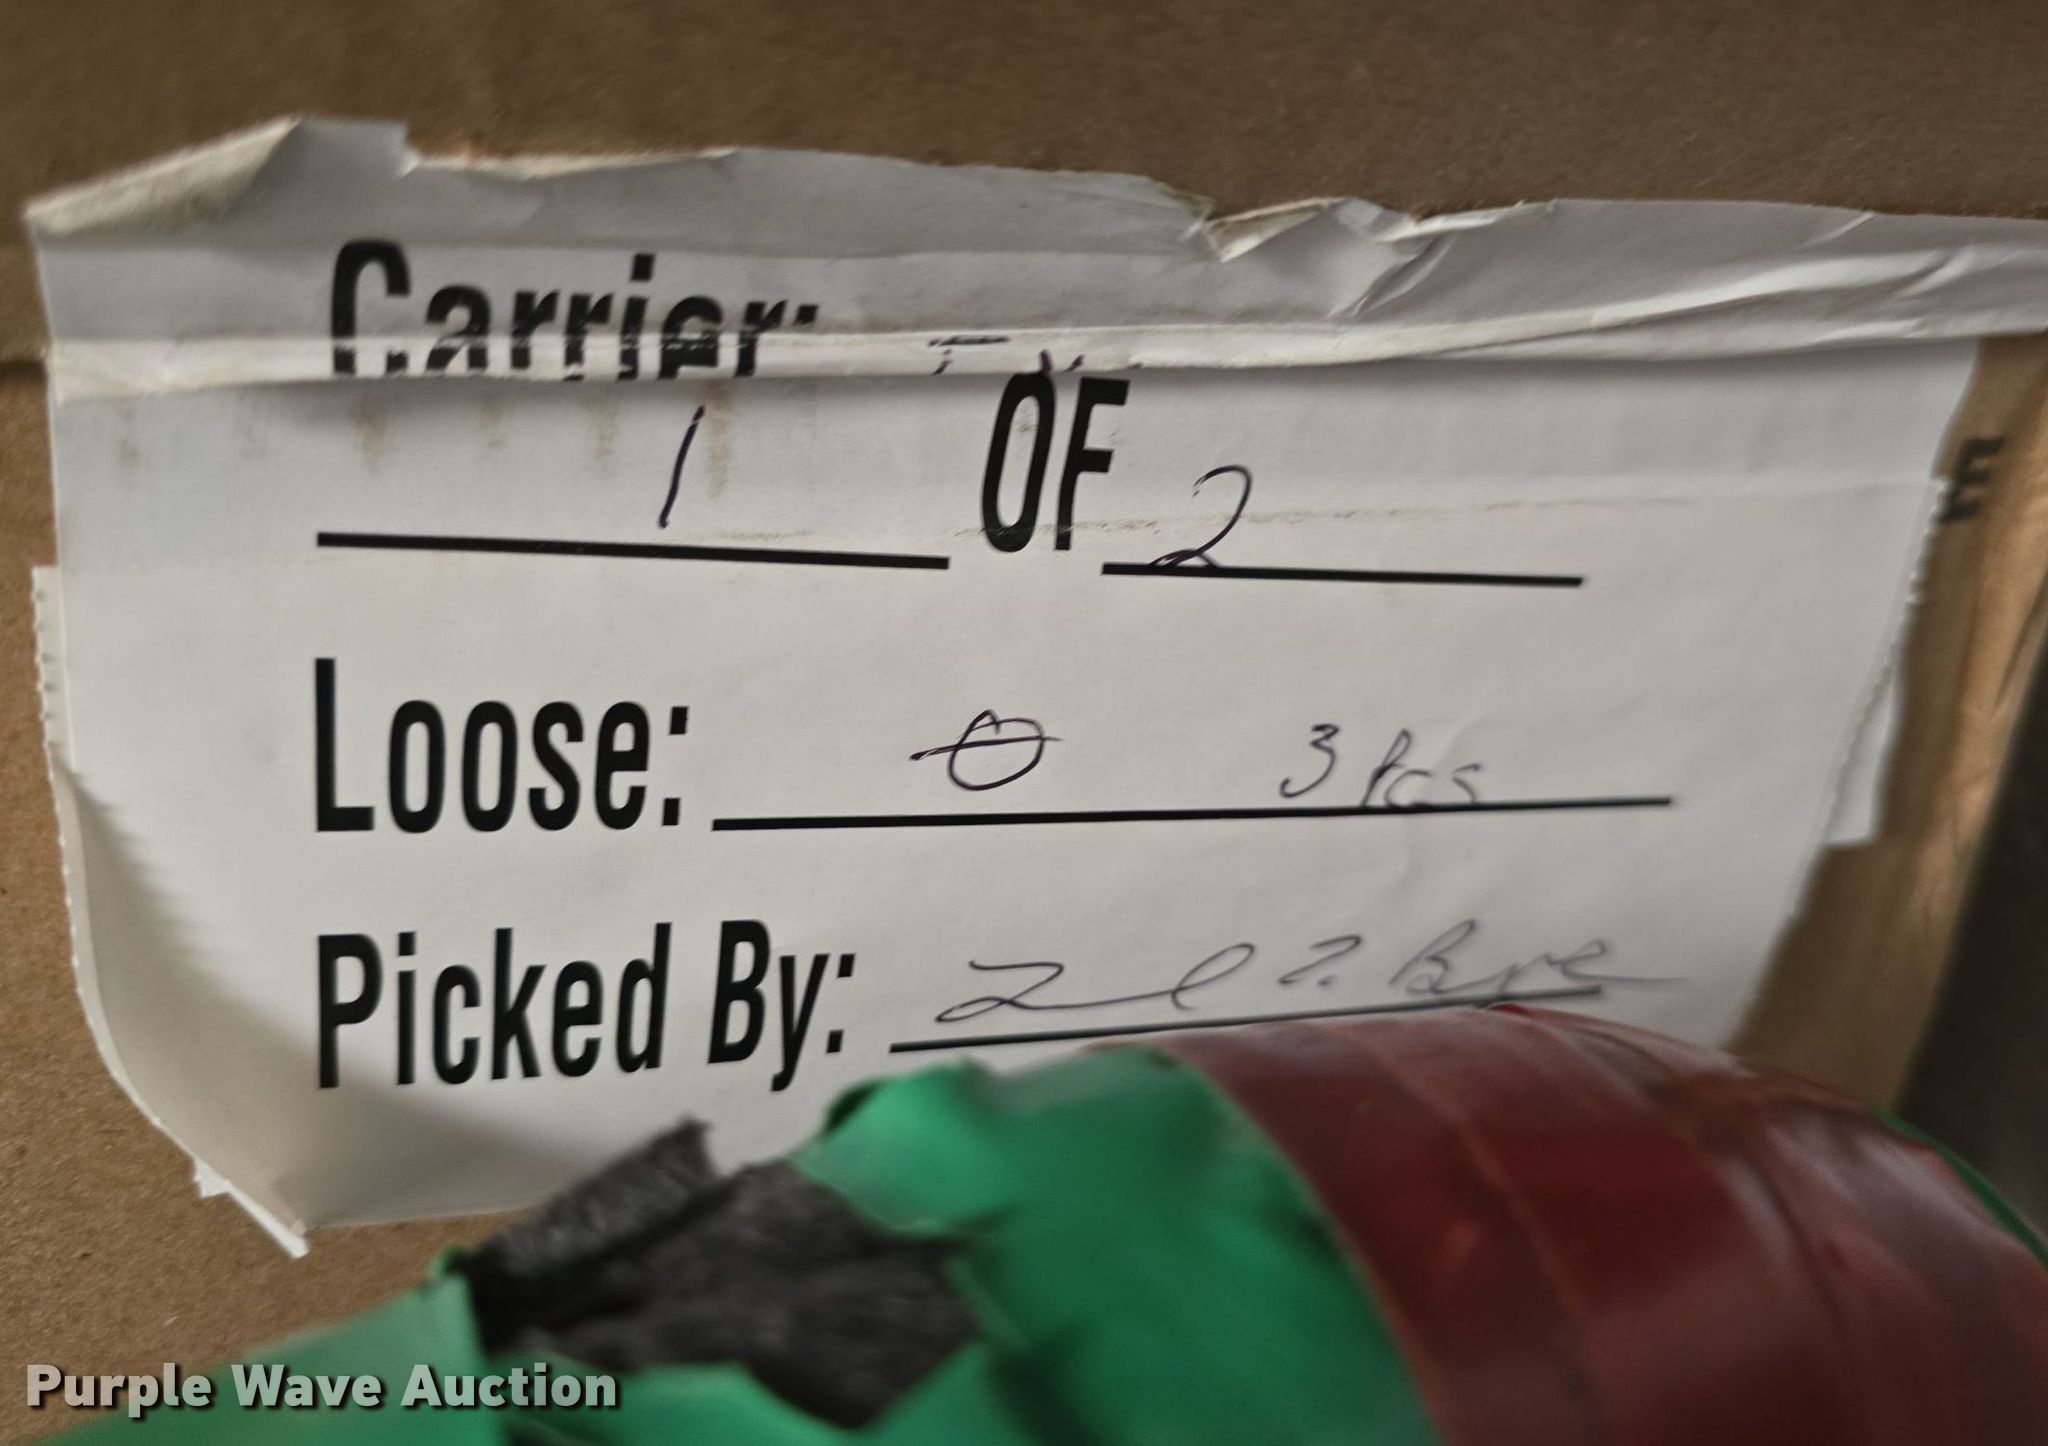 Carrier:
1 OF 2
Loose: 0 3 pcs
Picked By:
E
Purple Wave Auction